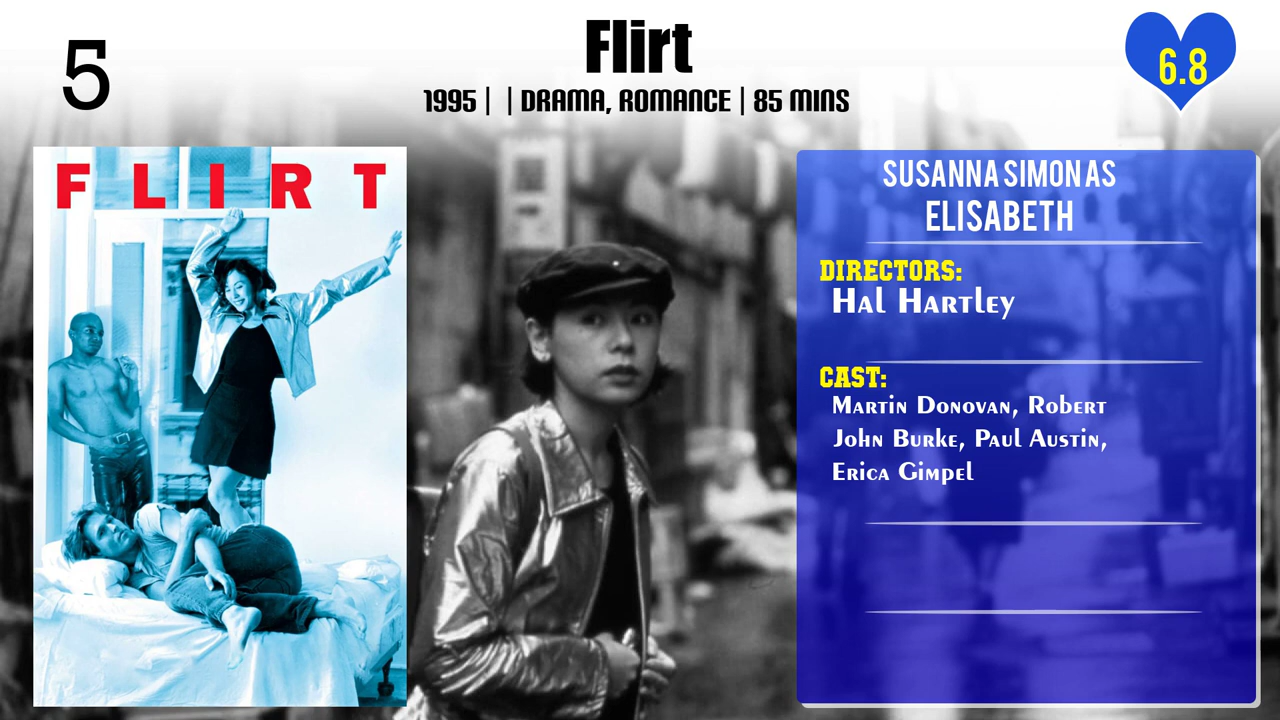 5
Flirt
6.8
1995 | | DRAMA, ROMANCE | 85 MINS
FLIRT
SUSANNA SIMON AS
ELISABETH
DIRECTORS:
Hal Hartley
CAST:
Martin Donovan, Robert
John Burke, Paul Austin,
Erica Gimpel